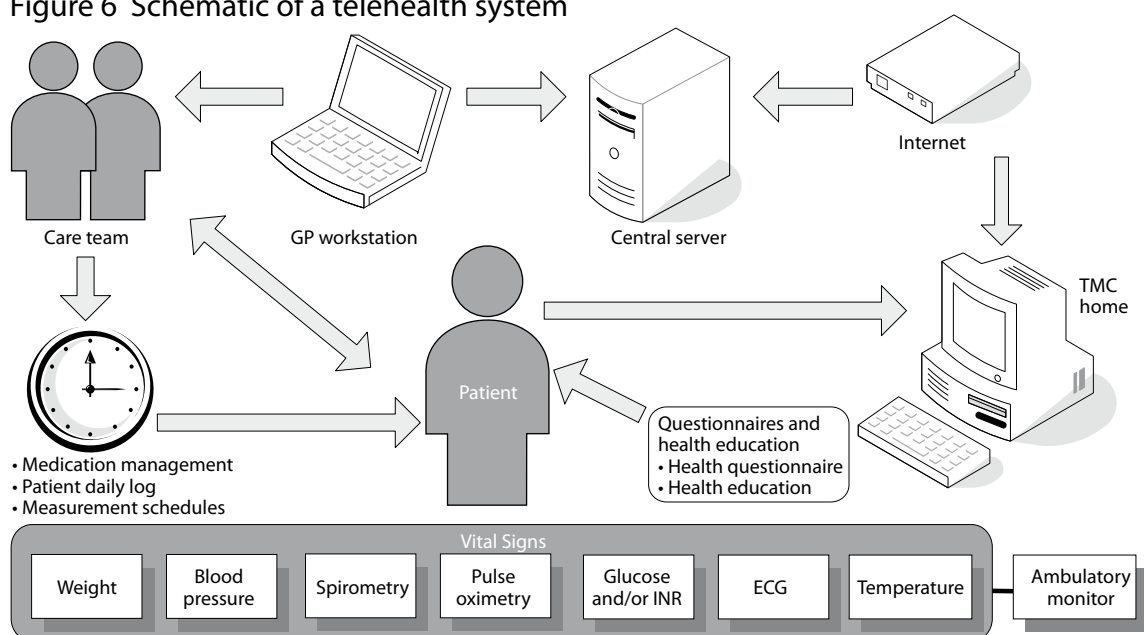 Figure 6 Schematic of a telehealth system
Care team
GP workstation
Central server
Internet
TMC
home
Patient
Questionnaires and
health education
• Health questionnaire
• Health education
• Medication management
• Patient daily log
• Measurement schedules
Vital Signs
Weight
Blood
pressure
Spirometry
Pulse
oximetry
Glucose
and/or INR
ECG
Temperature
Ambulatory
monitor